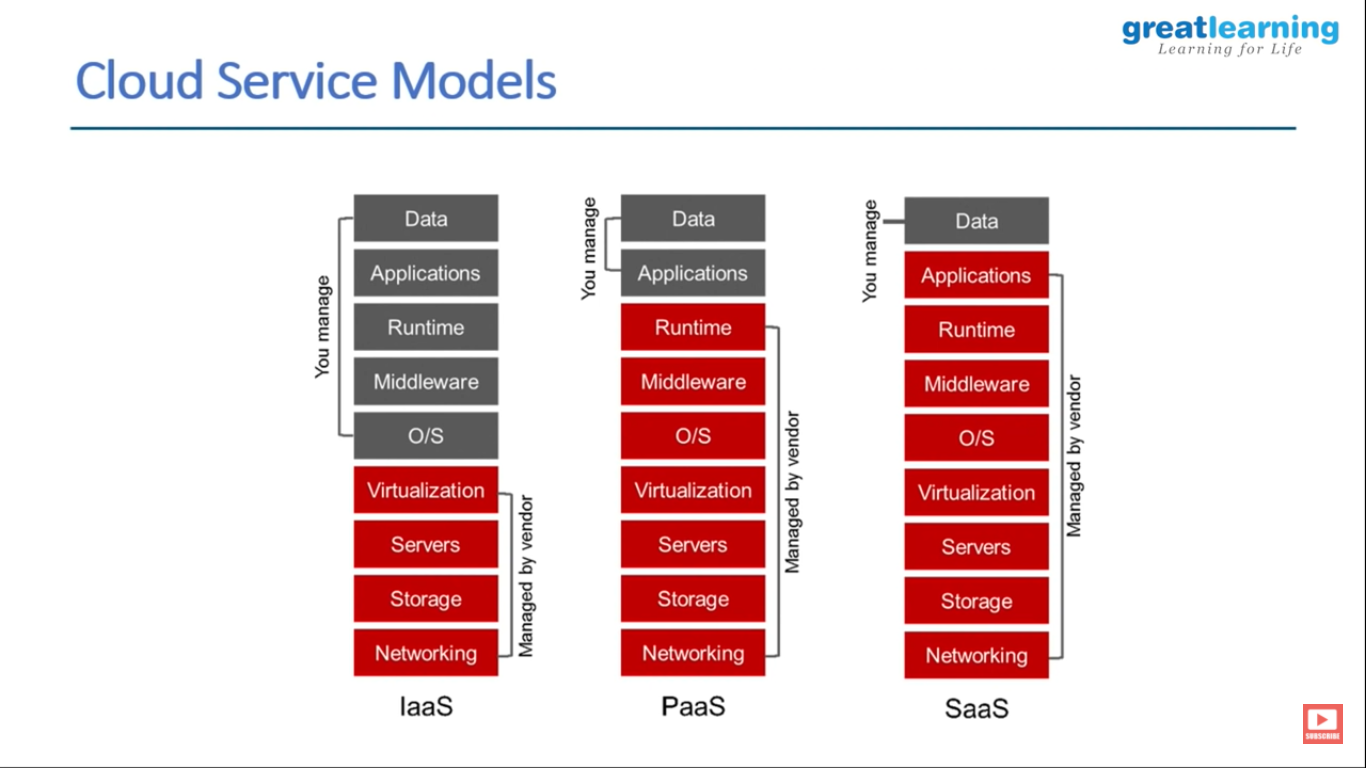 greatlearning
Learning for Life
Cloud Service Models
You manage
Data
Applications
Runtime
Middleware
O/S
Virtualization
Servers
Storage
Networking
Managed by vendor
IaaS
You manage
Data
Applications
Runtime
Middleware
O/S
Virtualization
Servers
Storage
Networking
Managed by vendor
PaaS
You manage
Data
Applications
Runtime
Middleware
O/S
Virtualization
Servers
Storage
Networking
Managed by vendor
SaaS
SUBSCRIBE